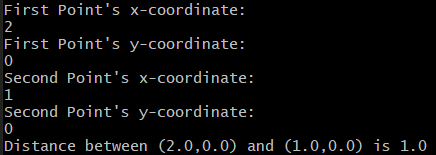 First Point's x-coordinate:
2
First Point's y-coordinate:
0
Second Point's x-coordinate:
1
Second Point's y-coordinate:
0
Distance between (2.0,0.0) and (1.0,0.0) is 1.0